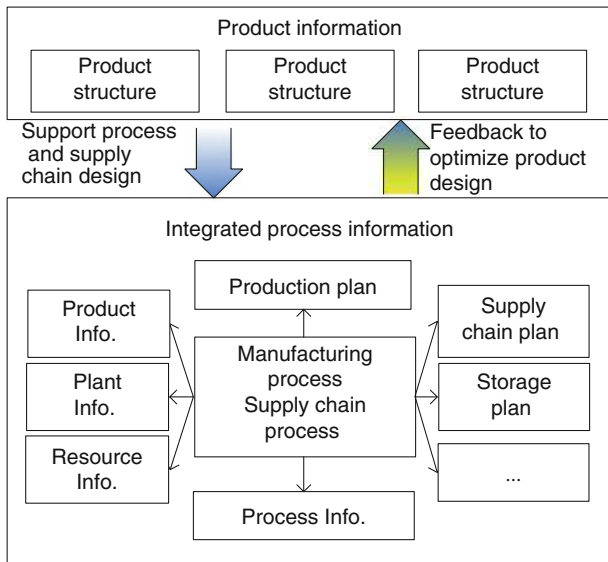 Product information
Product
structure
Product
structure
Product
structure
Support process
and supply
chain design
Feedback to
optimize product
design
Integrated process information
Production plan
Product
Info.
Plant
Info.
Resource
Info.
Manufacturing
process
Supply chain
process
Supply
chain plan
Storage
plan
...
Process Info.